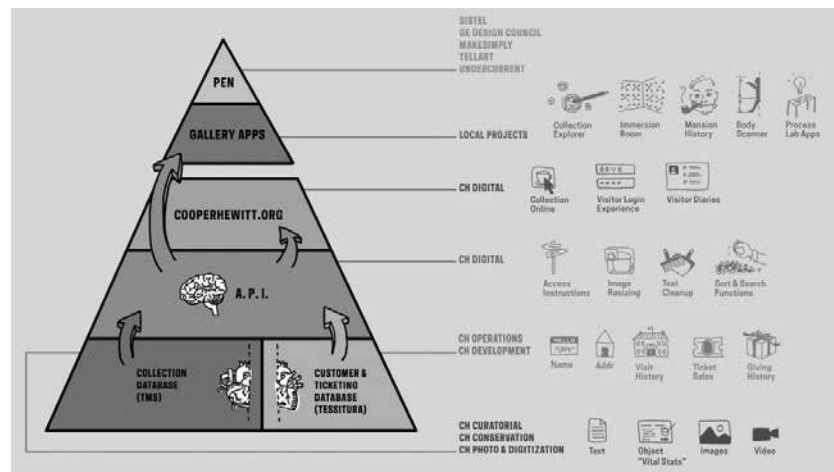 SISTEL
GE DESIGN COUNCIL
MAKESIMPLY
TELLART
UNDERCURRENT
PEN
GALLERY APPS
LOCAL PROJECTS
Collection
Explorer
Immersion
Room
Mansion
History
Body
Scanner
Process
Lab Apps
COOPERHEWITT.ORG
CH DIGITAL
Collection
Online
Visitor Login
Experience
Visitor Diaries
A.P.I.
CH DIGITAL
Access
Instructions
Image
Resizing
Text
Cleanup
Sort & Search
Functions
COLLECTION
DATABASE
(TMS)
CUSTOMER &
TICKETING
DATABASE
(TESSITURA)
CH OPERATIONS
CH DEVELOPMENT
HELLO
Name
Addr
Visit
History
Ticket
Sales
Giving
History
CH CURATORIAL
CH CONSERVATION
CH PHOTO & DIGITIZATION
Text
Object
"Vital Stats"
Images
Video